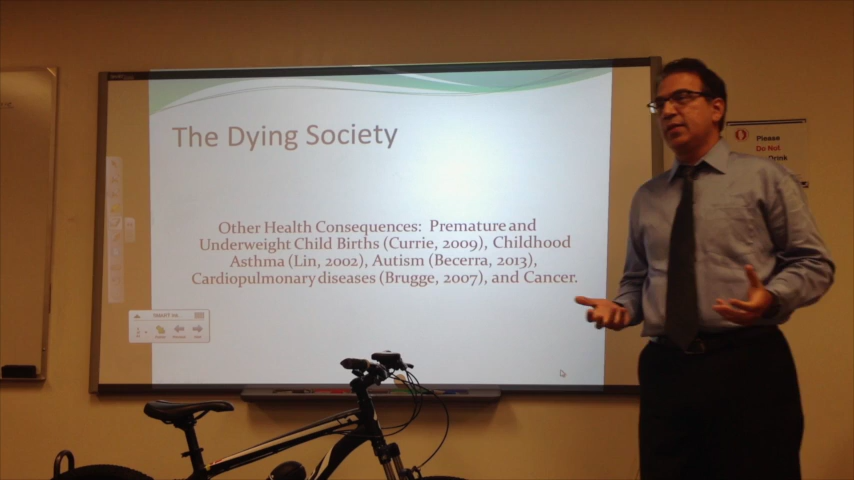 The Dying Society
Other Health Consequences: Premature and
Underweight Child Births (Currie, 2009), Childhood
Asthma (Lin, 2002), Autism (Becerra, 2013),
Cardiopulmonary diseases (Brugge, 2007), and Cancer.
Please
Do Not
Drink